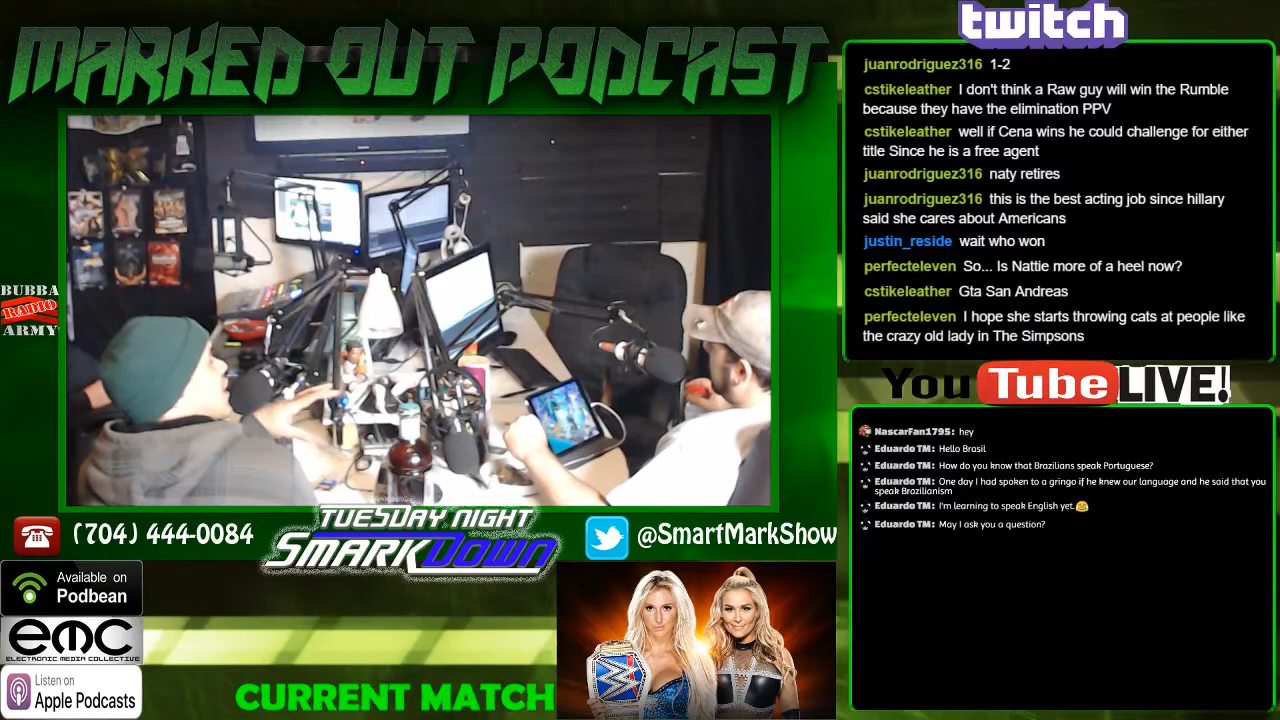 MARKED OUT PODCAST
twitch
juanrodriguez316 1-2
cstikeleather I don't think a Raw guy will win the Rumble
because they have the elimination PPV
cstikeleather well if Cena wins he could challenge for either
title Since he is a free agent
juanrodriguez316 naty retires
juanrodriguez316 this is the best acting job since hillary
said she cares about Americans
justin_reside wait who won
perfecteleven So... Is Nattie more of a heel now?
cstikeleather Gta San Andreas
perfecteleven I hope she starts throwing cats at people like
the crazy old lady in The Simpsons
BUBBA
RADIO
ARMY
You Tube LIVE!
NascarFan1795: hey
Eduardo TM: Hello Brasil
Eduardo TM: How do you know that Brazilians speak Portuguese?
Eduardo TM: One day I had spoken to a gringo if he knew our language and he said that you
speak Brazilianism
Eduardo TM: I'm learning to speak English yet.😅
Eduardo TM: May I ask you a question?
(704) 444-0084
TUESDAY NIGHT
SMARKDOWN
@SmartMarkShow
Available on
Podbean
emc
ELECTRONIC MEDIA COLLECTIVE
Listen on
Apple Podcasts
CURRENT MATCH